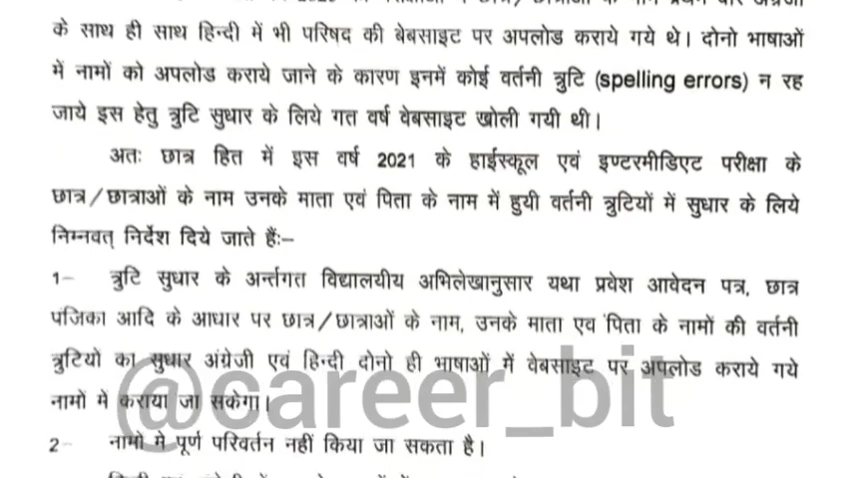 के साथ ही साथ हिन्दी में भी परिषद की बेबसाइट पर अपलोड कराये गये थे। दोनो भाषाओं
में नामों को अपलोड कराये जाने के कारण इनमें कोई वर्तनी त्रुटि (spelling errors) न रह
जाये इस हेतु त्रुटि सुधार के लिये गत वर्ष वेबसाइट खोली गयी थी।
अतः छात्र हित में इस वर्ष 2021 के हाईस्कूल एवं इण्टरमीडिएट परीक्षा के
छात्र/छात्राओं के नाम उनके माता एवं पिता के नाम में हुयी वर्तनी त्रुटियों में सुधार के लिये
निम्नवत् निर्देश दिये जाते हैं:–
1– त्रुटि सुधार के अर्न्तगत विद्यालयीय अभिलेखानुसार यथा प्रवेश आवेदन पत्र, छात्र
पंजिका आदि के आधार पर छात्र/छात्राओं के नाम, उनके माता एव पिता के नामों की वर्तनी
त्रुटियो का सुधार अंग्रेजी एवं हिन्दी दोनो ही भाषाओं में वेबसाइट पर अपलोड कराये गये
नामो में कराया जा सकेगा।
@career_bit
2– नामो मे पूर्ण परिवर्तन नहीं किया जा सकता है।